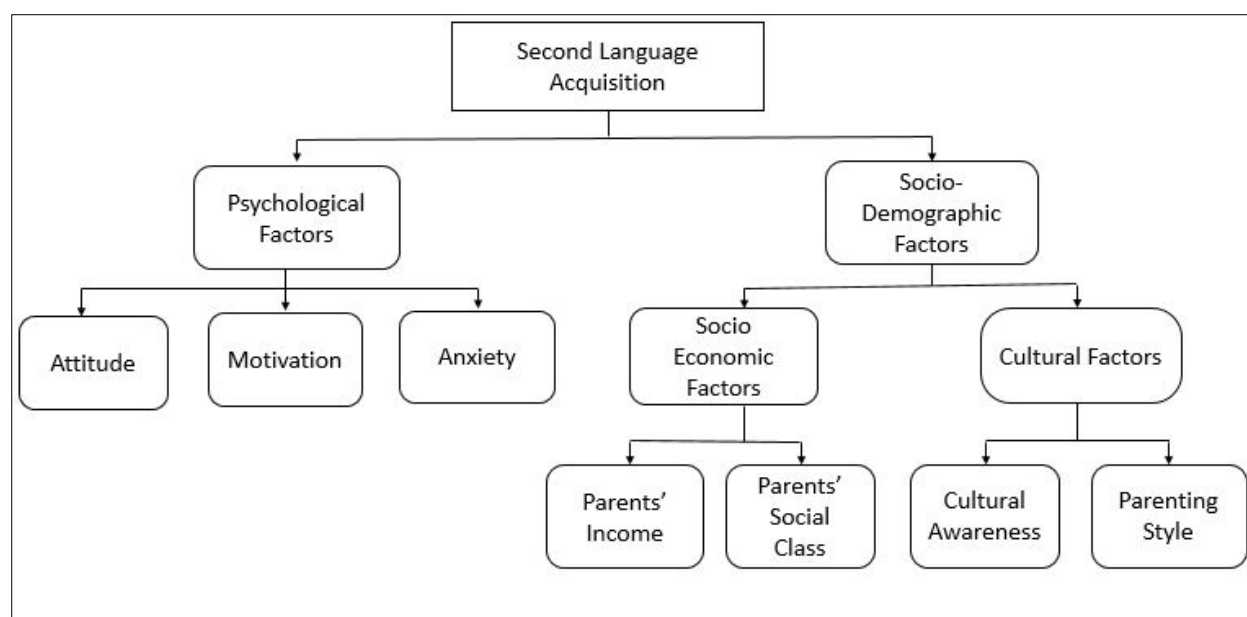 Second Language
Acquisition
Psychological
Factors
Socio-
Demographic
Factors
Attitude
Motivation
Anxiety
Socio
Economic
Factors
Cultural Factors
Parents’
Income
Parents’
Social
Class
Cultural
Awareness
Parenting
Style